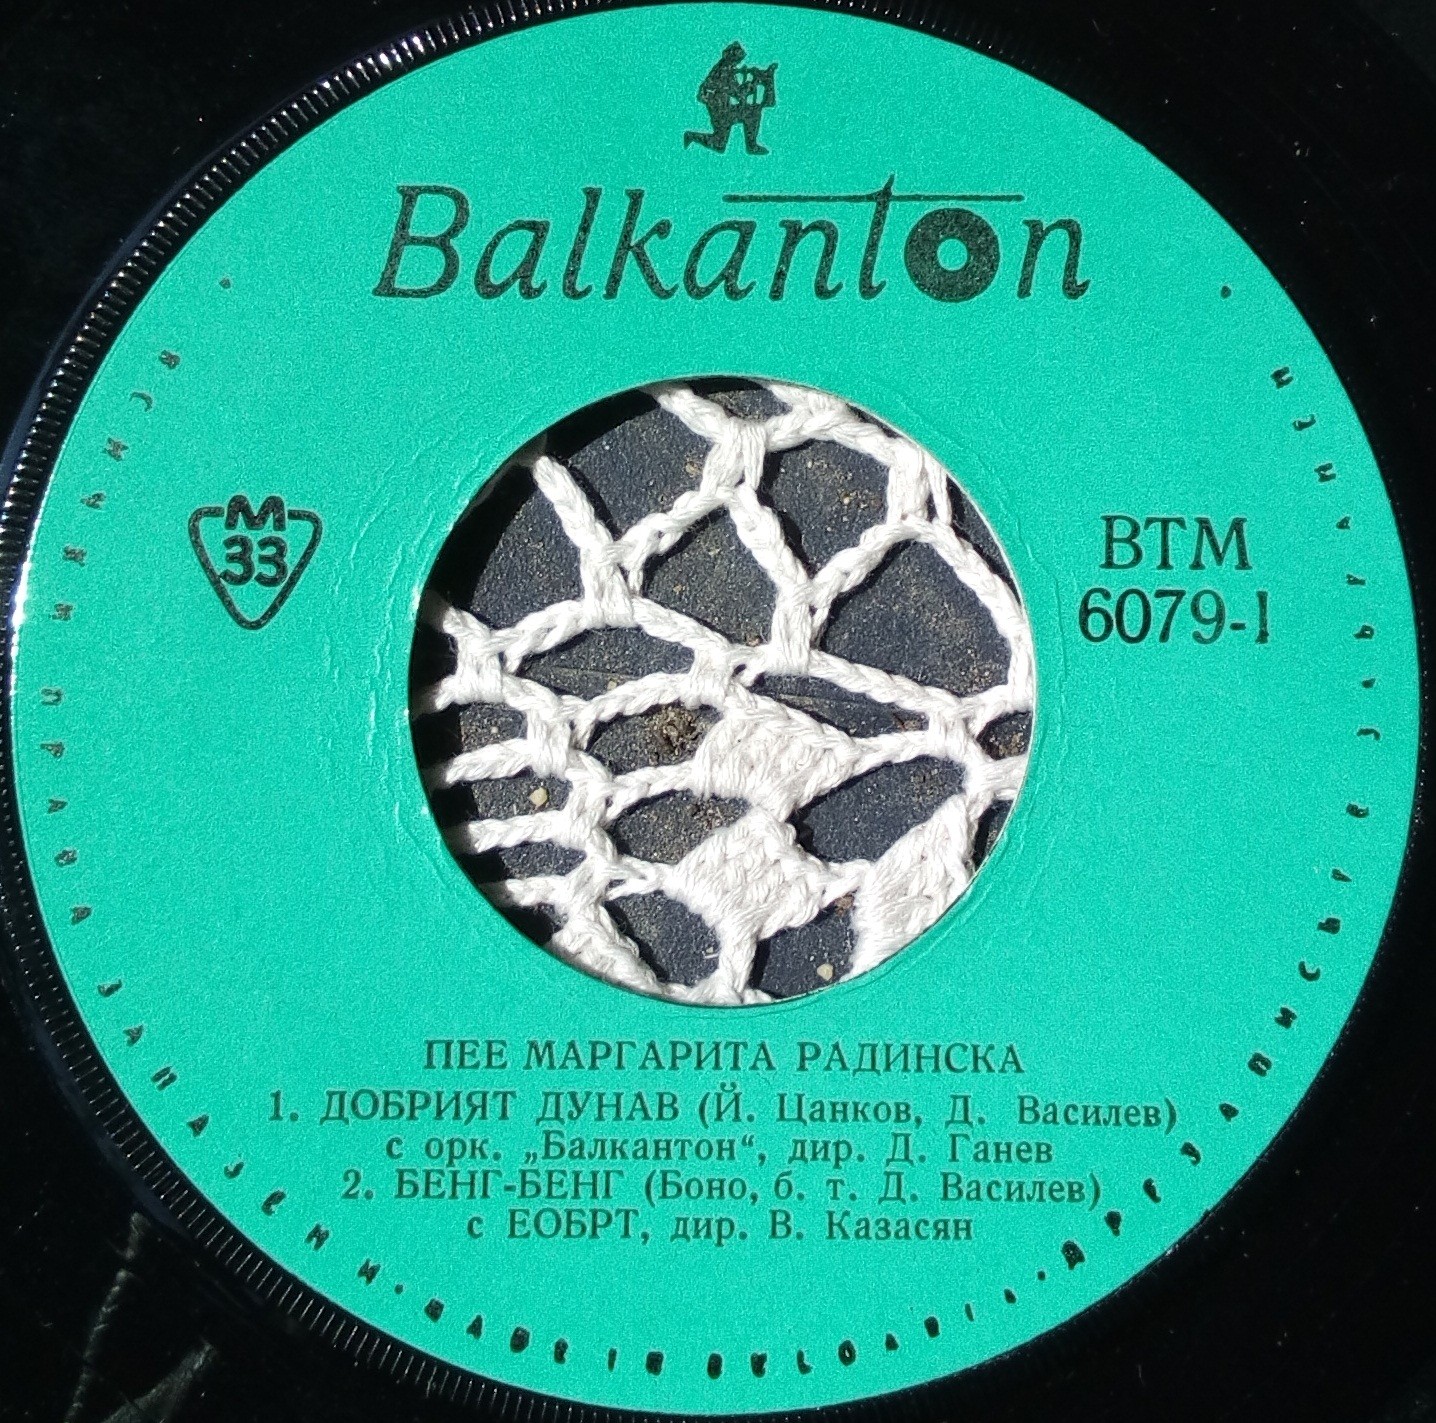 Balkanton
М
33
ВТМ
6079-I
ПЕЕ МАРГАРИТА РАДИНСКА
1. ДОБРИЯТ ДУНАВ (Й. Цанков, Д. Василев)
с орк. „Балкантон“, дир. Д. Ганев
2. БЕНГ-БЕНГ (Боно, б. т. Д. Василев)
с ЕОБРТ, дир. В. Казасян